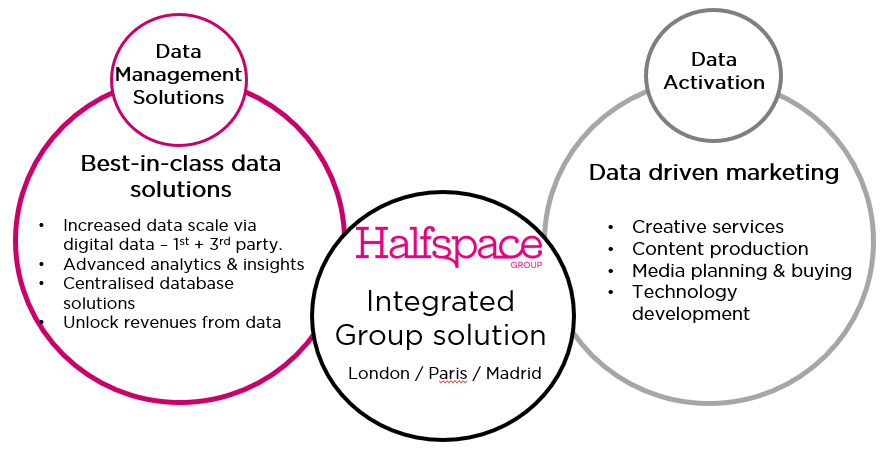 Data
Management
Solutions
Best-in-class data
solutions
• Increased data scale via
digital data – 1st + 3rd party.
• Advanced analytics & insights
• Centralised database
solutions
• Unlock revenues from data
Halfspace
GROUP
Integrated
Group solution
London / Paris / Madrid
Data
Activation
Data driven marketing
• Creative services
• Content production
• Media planning & buying
• Technology
development